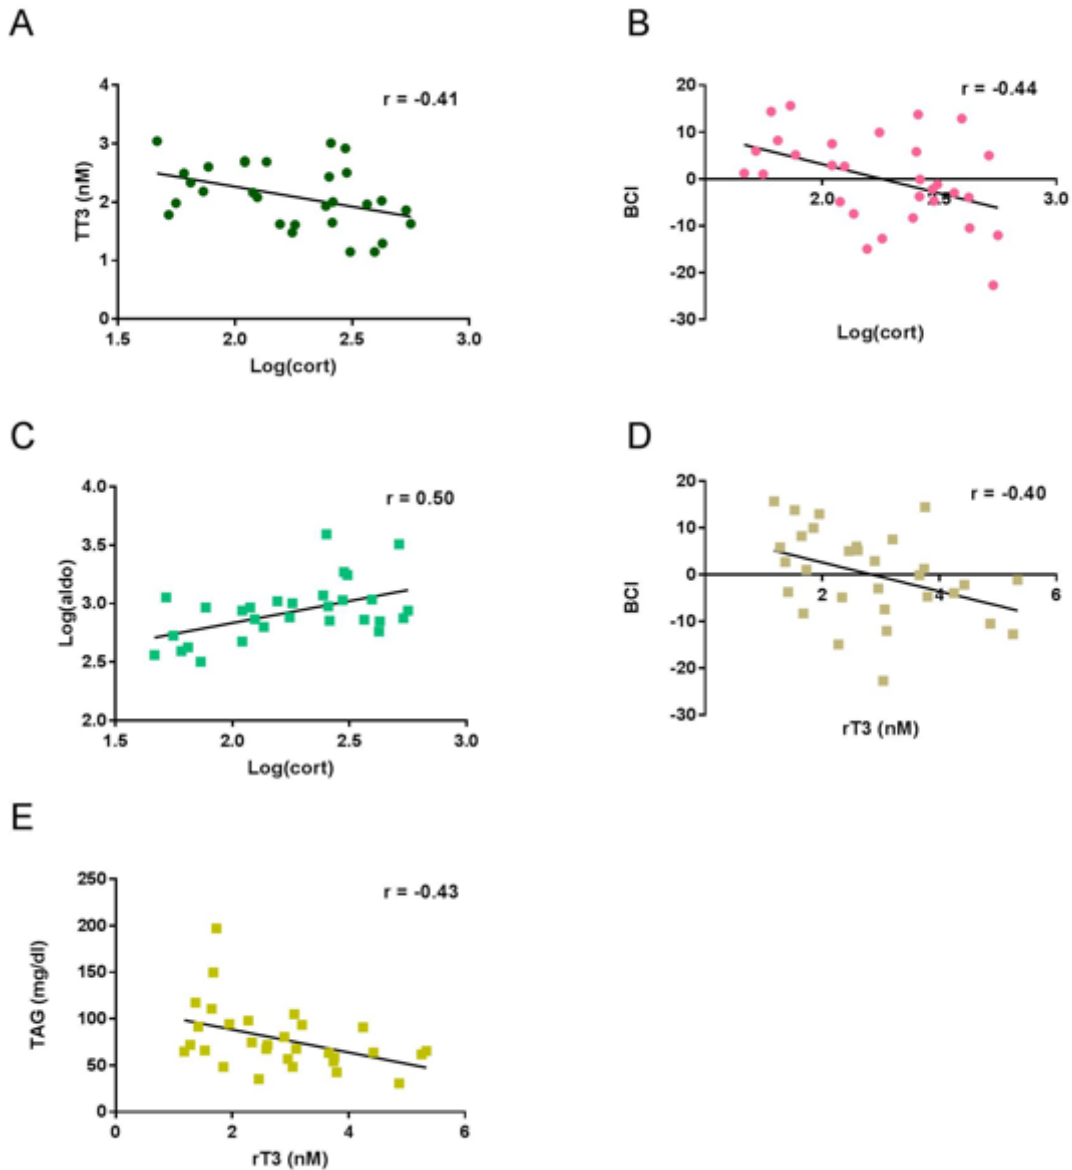 A
r = -0.41
TT3 (nM)
4
3
2
1
0
1.5 2.0 2.5 3.0
Log(cort)
B
r = -0.44
BCI
20
10
0
-10
-20
-30
2.0 2.5 3.0
Log(cort)
C
r = 0.50
Log(aldo)
4.0
3.5
3.0
2.5
2.0
1.5 2.0 2.5 3.0
Log(cort)
D
r = -0.40
BCI
20
10
0
-10
-20
-30
2 4 6
rT3 (nM)
E
r = -0.43
TAG (mg/dl)
250
200
150
100
50
0
0 2 4 6
rT3 (nM)